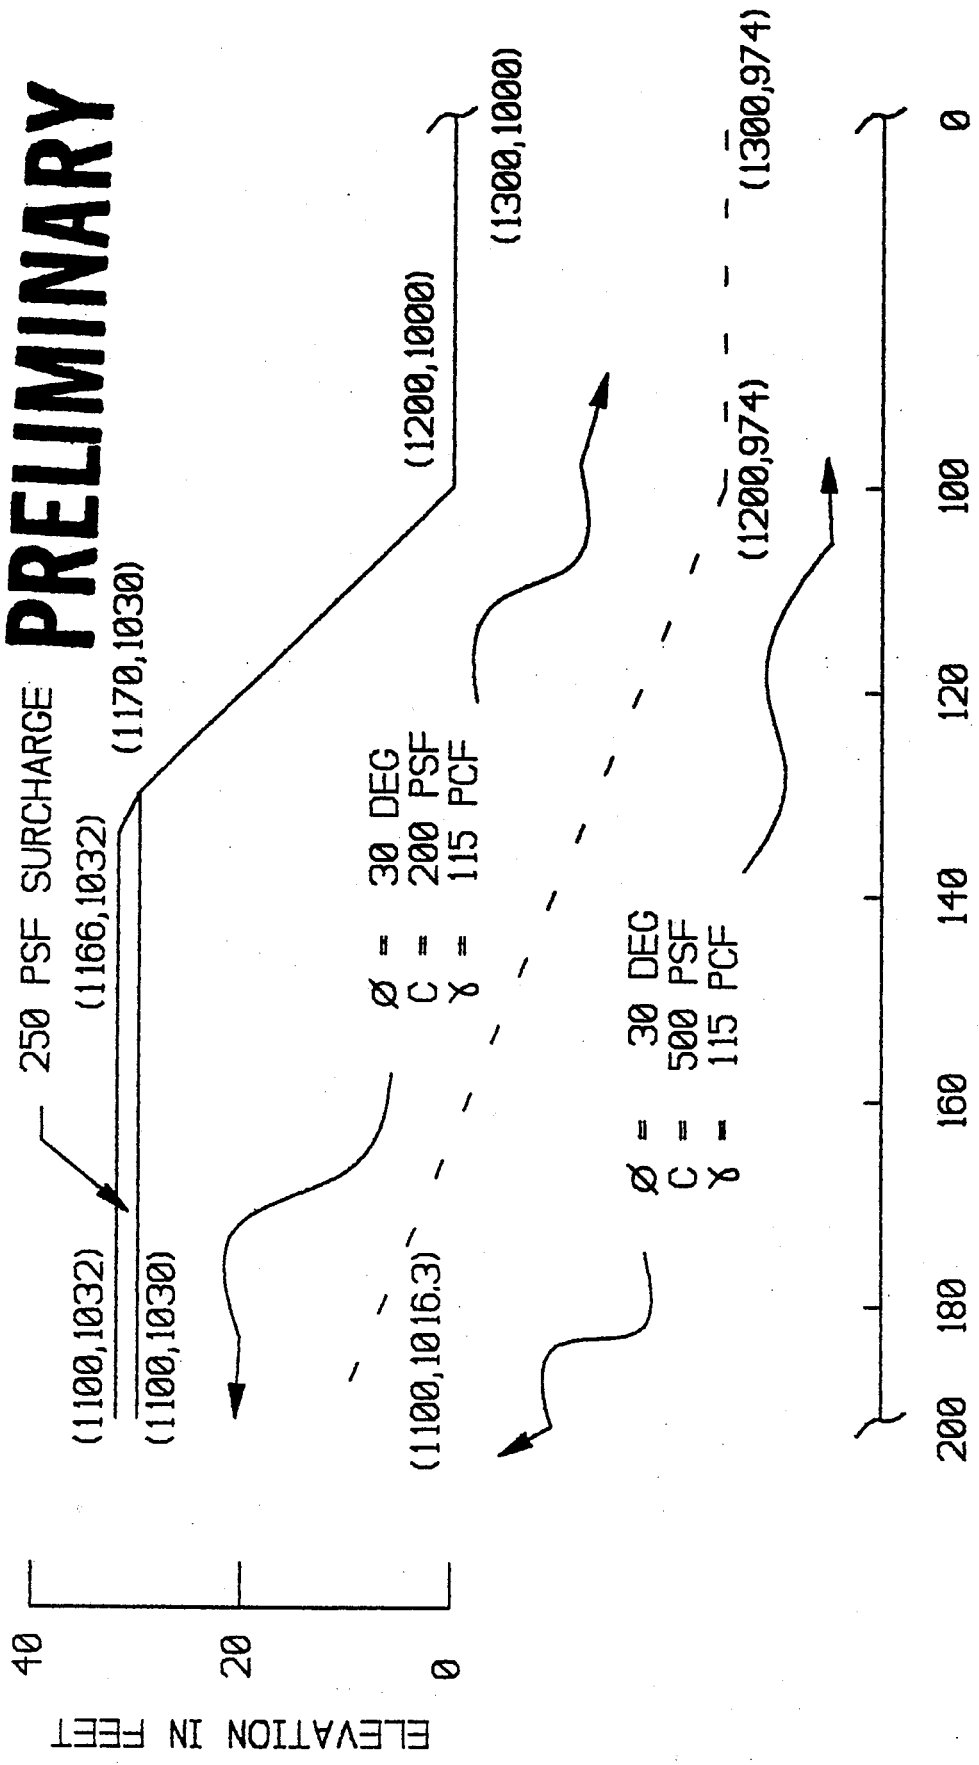 PRELIMINARY
250 PSF SURCHARGE
(1100,1032)
(1166,1032)
(1170,1030)
(1100,1030)
(1200,1000)
(1300,1000)
Ø = 30 DEG
C = 200 PSF
γ = 115 PCF
(1100,1016.3)
Ø = 30 DEG
C = 500 PSF
γ = 115 PCF
(1200,974)
(1300,974)
ELEVATION IN FEET
40
20
0
200
180
160
140
120
100
0